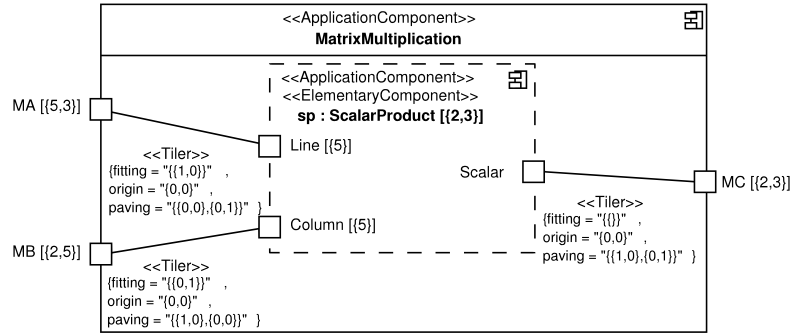 <<ApplicationComponent>>
MatrixMultiplication
<<ApplicationComponent>>
<<ElementaryComponent>>
sp : ScalarProduct [{2,3}]
MA [{5,3}]
Line [{5}]
<<Tiler>>
{fitting = "{{1,0}}" ,
origin = "{0,0}" ,
paving = "{{0,0},{0,1}}" }
Scalar
MC [{2,3}]
<<Tiler>>
{fitting = "{{}}" ,
origin = "{0,0}" ,
paving = "{{1,0},{0,1}}" }
Column [{5}]
MB [{2,5}]
<<Tiler>>
{fitting = "{{0,1}}" ,
origin = "{0,0}" ,
paving = "{{1,0},{0,0}}" }